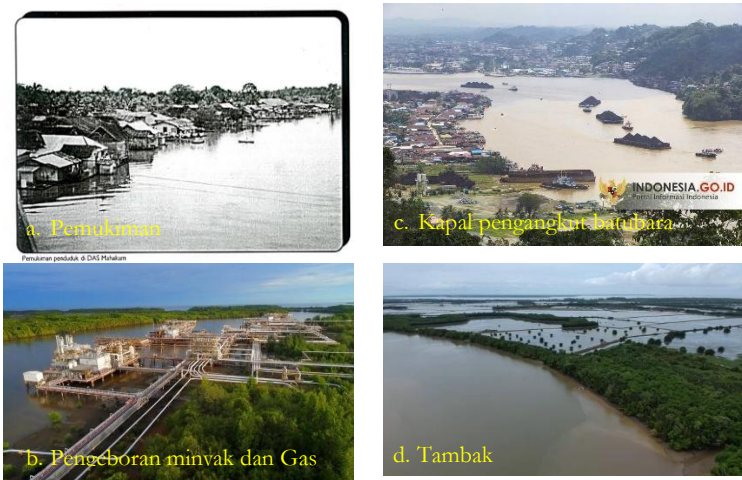 a. Pemukiman
Pemukiman penduduk di DAS Mahakam
INDONESIA.GO.ID
Portal Informasi Indonesia
c. Kapal pengangkut batubara
b. Pengeboran minyak dan Gas
d. Tambak